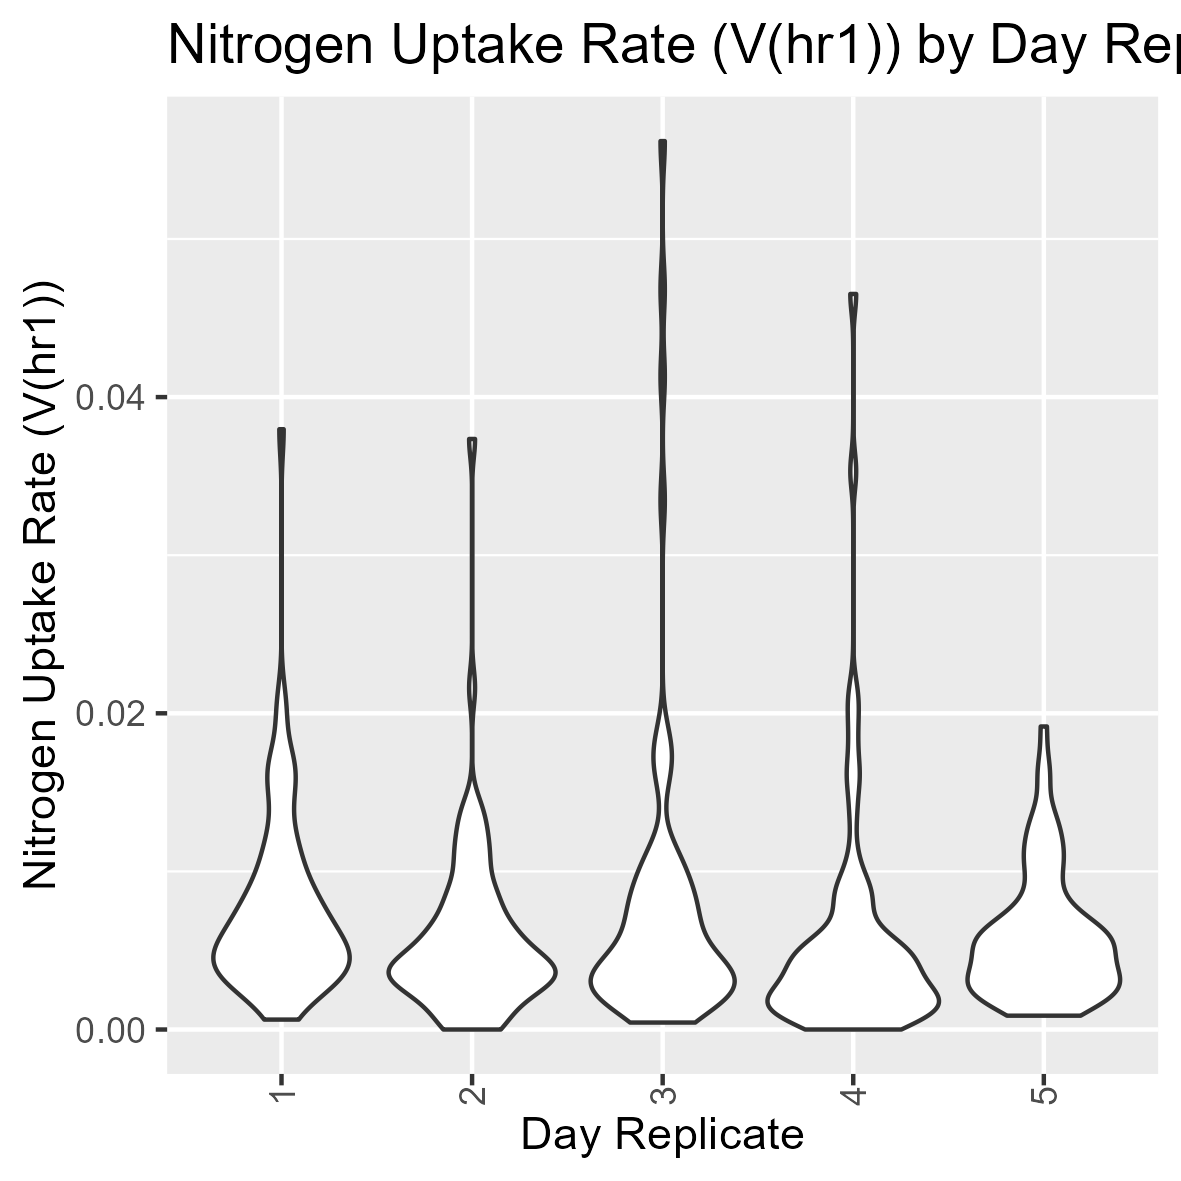 Nitrogen Uptake Rate (V(hr1)) by Day Rep
Nitrogen Uptake Rate (V(hr1))
0.04
0.02
0.00
1 2 3 4 5
Day Replicate